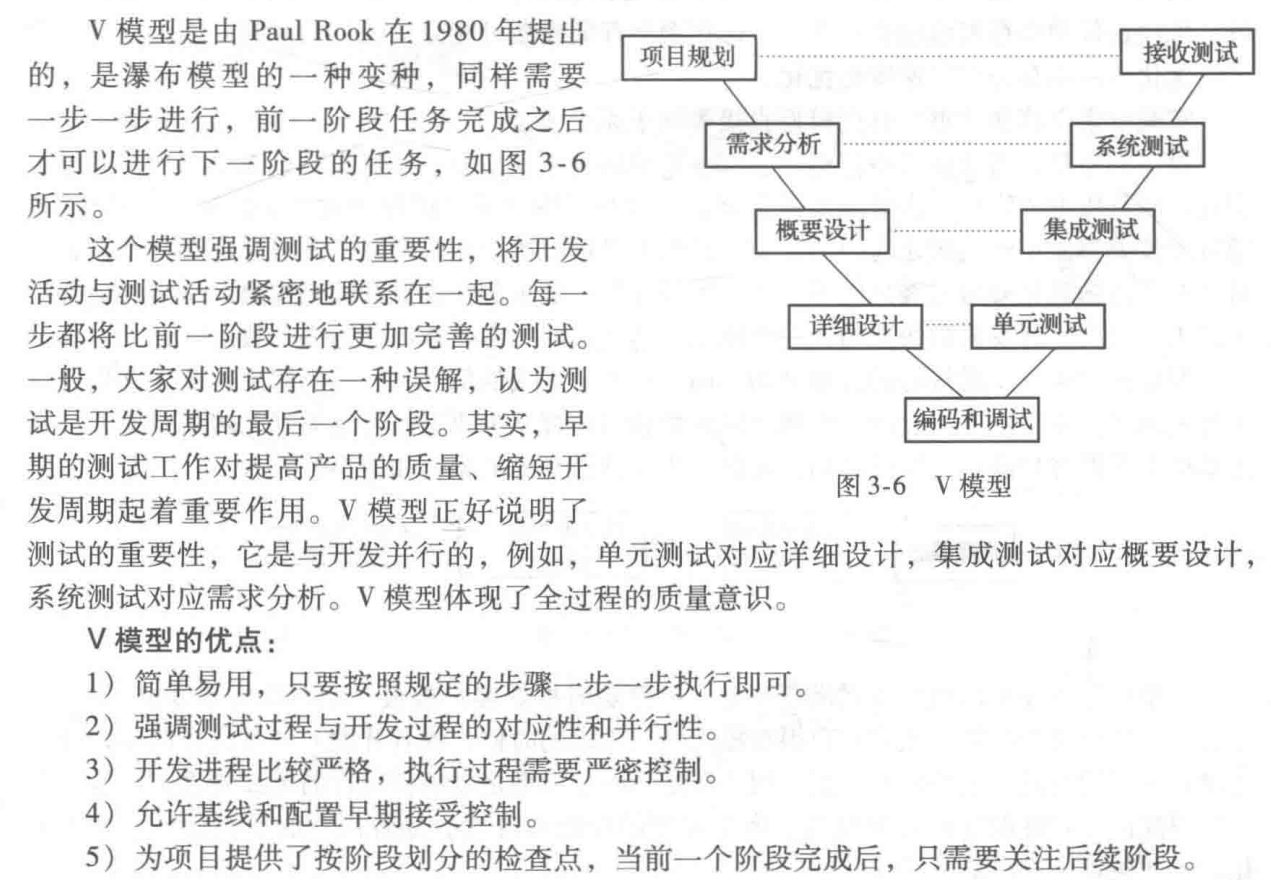 V 模型是由 Paul Rook 在 1980 年提出
的，是瀑布模型的一种变种，同样需要
一步一步进行，前一阶段任务完成之后
才可以进行下一阶段的任务，如图 3-6
所示。
这个模型强调测试的重要性，将开发
活动与测试活动紧密地联系在一起。每一
步都将比前一阶段进行更加完善的测试。
一般，大家对测试存在一种误解，认为测
试是开发周期的最后一个阶段。其实，早
期的测试工作对提高产品的质量、缩短开
发周期起着重要作用。V 模型正好说明了
项目规划 接收测试
需求分析 系统测试
概要设计 集成测试
详细设计 单元测试
编码和调试
图 3-6 V 模型
测试的重要性，它是与开发并行的，例如，单元测试对应详细设计，集成测试对应概要设计，
系统测试对应需求分析。V 模型体现了全过程的质量意识。
V 模型的优点：
1）简单易用，只要按照规定的步骤一步一步执行即可。
2）强调测试过程与开发过程的对应性和并行性。
3）开发进程比较严格，执行过程需要严密控制。
4）允许基线和配置早期接受控制。
5）为项目提供了按阶段划分的检查点，当前一个阶段完成后，只需要关注后续阶段。